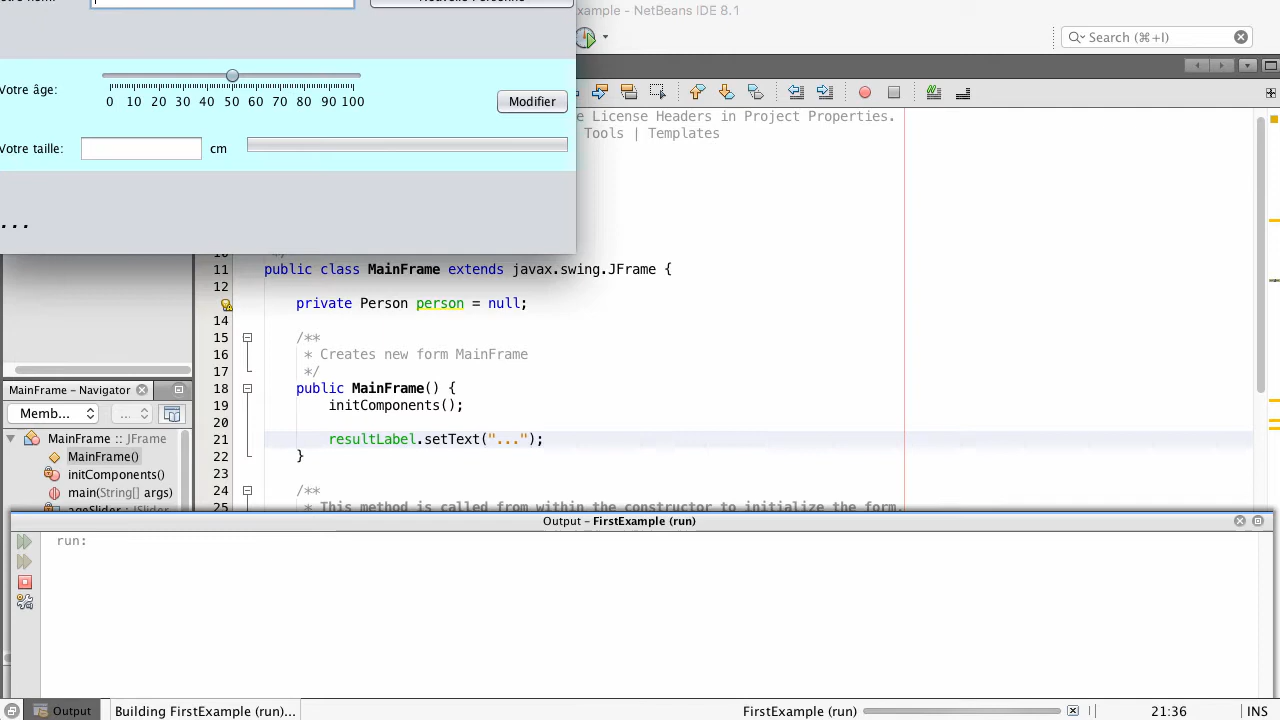 example - NetBeans IDE 8.1
Search (⌘+I)
Votre âge:
0 10 20 30 40 50 60 70 80 90 100
Modifier
Votre taille:
cm
...
License Headers in Project Properties.
Tools | Templates
11 public class MainFrame extends javax.swing.JFrame {
12
private Person person = null;
14
15 /**
16 * Creates new form MainFrame
17 */
18 public MainFrame() {
19 initComponents();
20
21 resultLabel.setText("...");
22 }
23
24 /**
25 * This method is called from within the constructor to initialize the form.
MainFrame – Navigator
Memb...
...
MainFrame :: JFrame
MainFrame()
initComponents()
main(String[] args)
ageSlider : JSlider
Output – FirstExample (run)
run:
Output
Building FirstExample (run)...
FirstExample (run)
21:36
INS